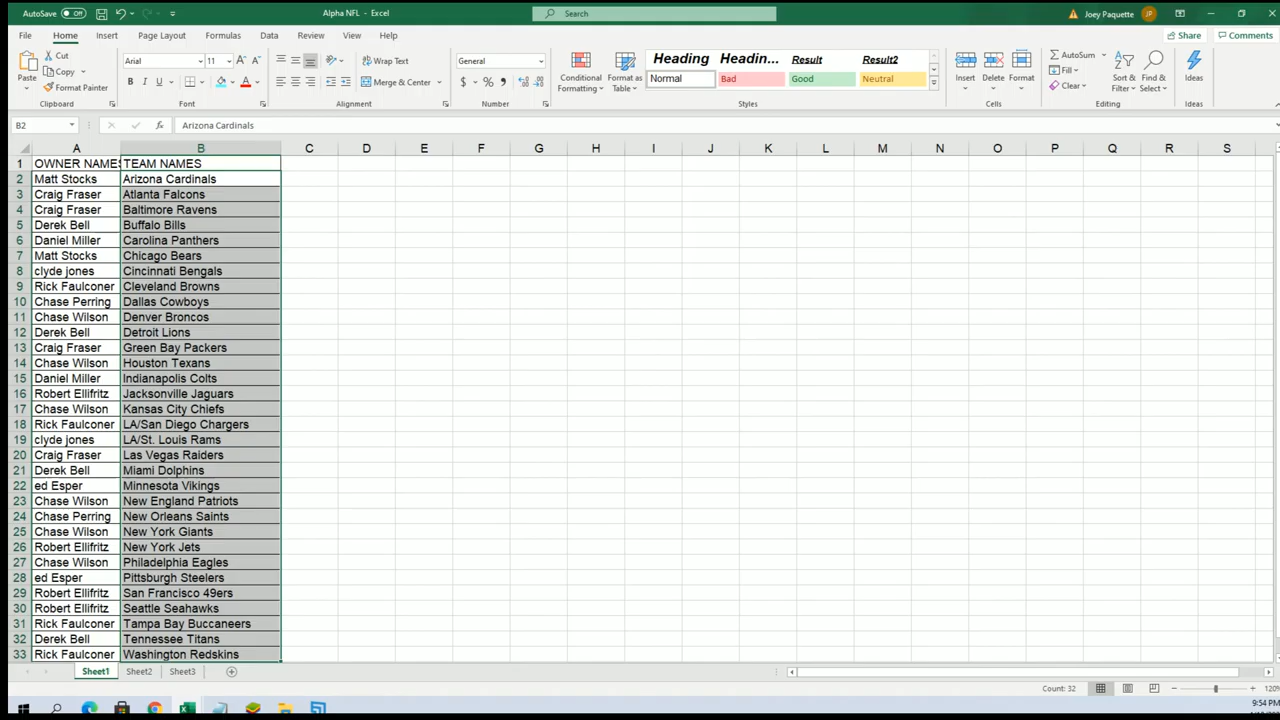 AutoSave Off Alpha NFL - Excel Search Joey Paquette JP
File Home Insert Page Layout Formulas Data Review View Help Share Comments
Paste Cut Copy Format Painter Arial 11 Wrap Text Merge & Center General Conditional Formatting Format as Table Heading Headin... Result Result2 Normal Bad Good Neutral Insert Delete Format AutoSum Fill Clear Sort & Filter Find & Select Ideas
Clipboard Font Alignment Number Styles Cells Editing Ideas
B2 fx Arizona Cardinals
A B C D E F G H I J K L M N O P Q R S
1 OWNER NAMES TEAM NAMES
2 Matt Stocks Arizona Cardinals
3 Craig Fraser Atlanta Falcons
4 Craig Fraser Baltimore Ravens
5 Derek Bell Buffalo Bills
6 Daniel Miller Carolina Panthers
7 Matt Stocks Chicago Bears
8 clyde jones Cincinnati Bengals
9 Rick Faulconer Cleveland Browns
10 Chase Perring Dallas Cowboys
11 Chase Wilson Denver Broncos
12 Derek Bell Detroit Lions
13 Craig Fraser Green Bay Packers
14 Chase Wilson Houston Texans
15 Daniel Miller Indianapolis Colts
16 Robert Ellifritz Jacksonville Jaguars
17 Chase Wilson Kansas City Chiefs
18 Rick Faulconer LA/San Diego Chargers
19 clyde jones LA/St. Louis Rams
20 Craig Fraser Las Vegas Raiders
21 Derek Bell Miami Dolphins
22 ed Esper Minnesota Vikings
23 Chase Wilson New England Patriots
24 Chase Perring New Orleans Saints
25 Chase Wilson New York Giants
26 Robert Ellifritz New York Jets
27 Chase Wilson Philadelphia Eagles
28 ed Esper Pittsburgh Steelers
29 Robert Ellifritz San Francisco 49ers
30 Robert Ellifritz Seattle Seahawks
31 Rick Faulconer Tampa Bay Buccaneers
32 Derek Bell Tennessee Titans
33 Rick Faulconer Washington Redskins
Sheet1 Sheet2 Sheet3
Count: 32 120%
9:54 PM